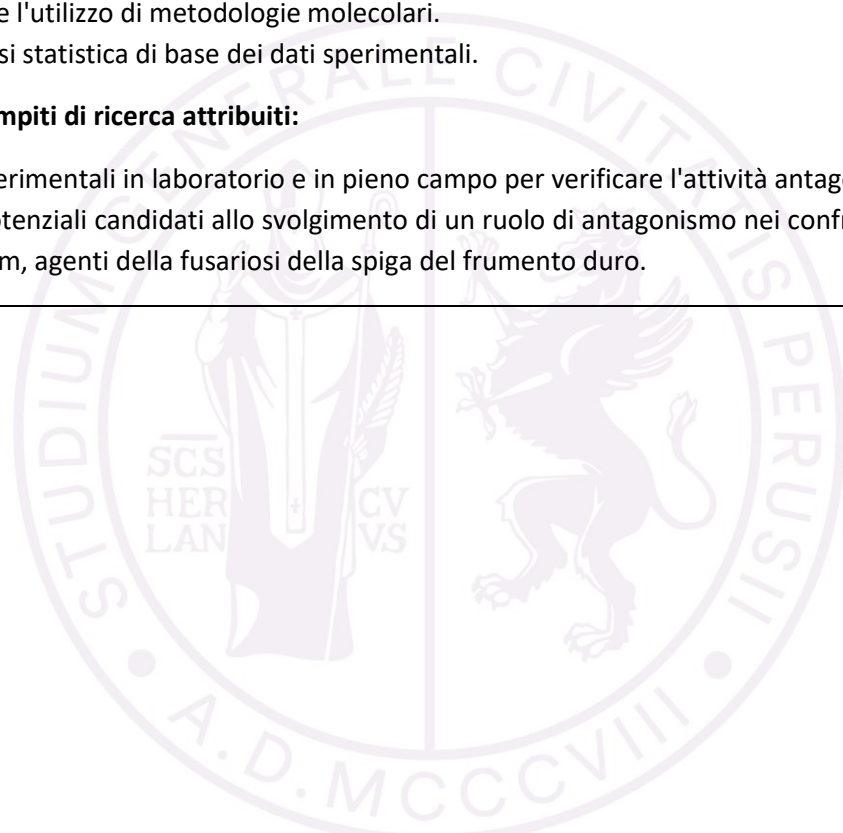 e l'utilizzo di metodologie molecolari.
si statistica di base dei dati sperimentali.
mpiti di ricerca attribuiti:
erimentali in laboratorio e in pieno campo per verificare l'attività antag
otenziali candidati allo svolgimento di un ruolo di antagonismo nei conf
m, agenti della fusariosi della spiga del frumento duro.
STUDIUM GENERALE CIVITATIS PERUSII
SCS
HER
LAN
CV
VS
A.D. MCCCVIII